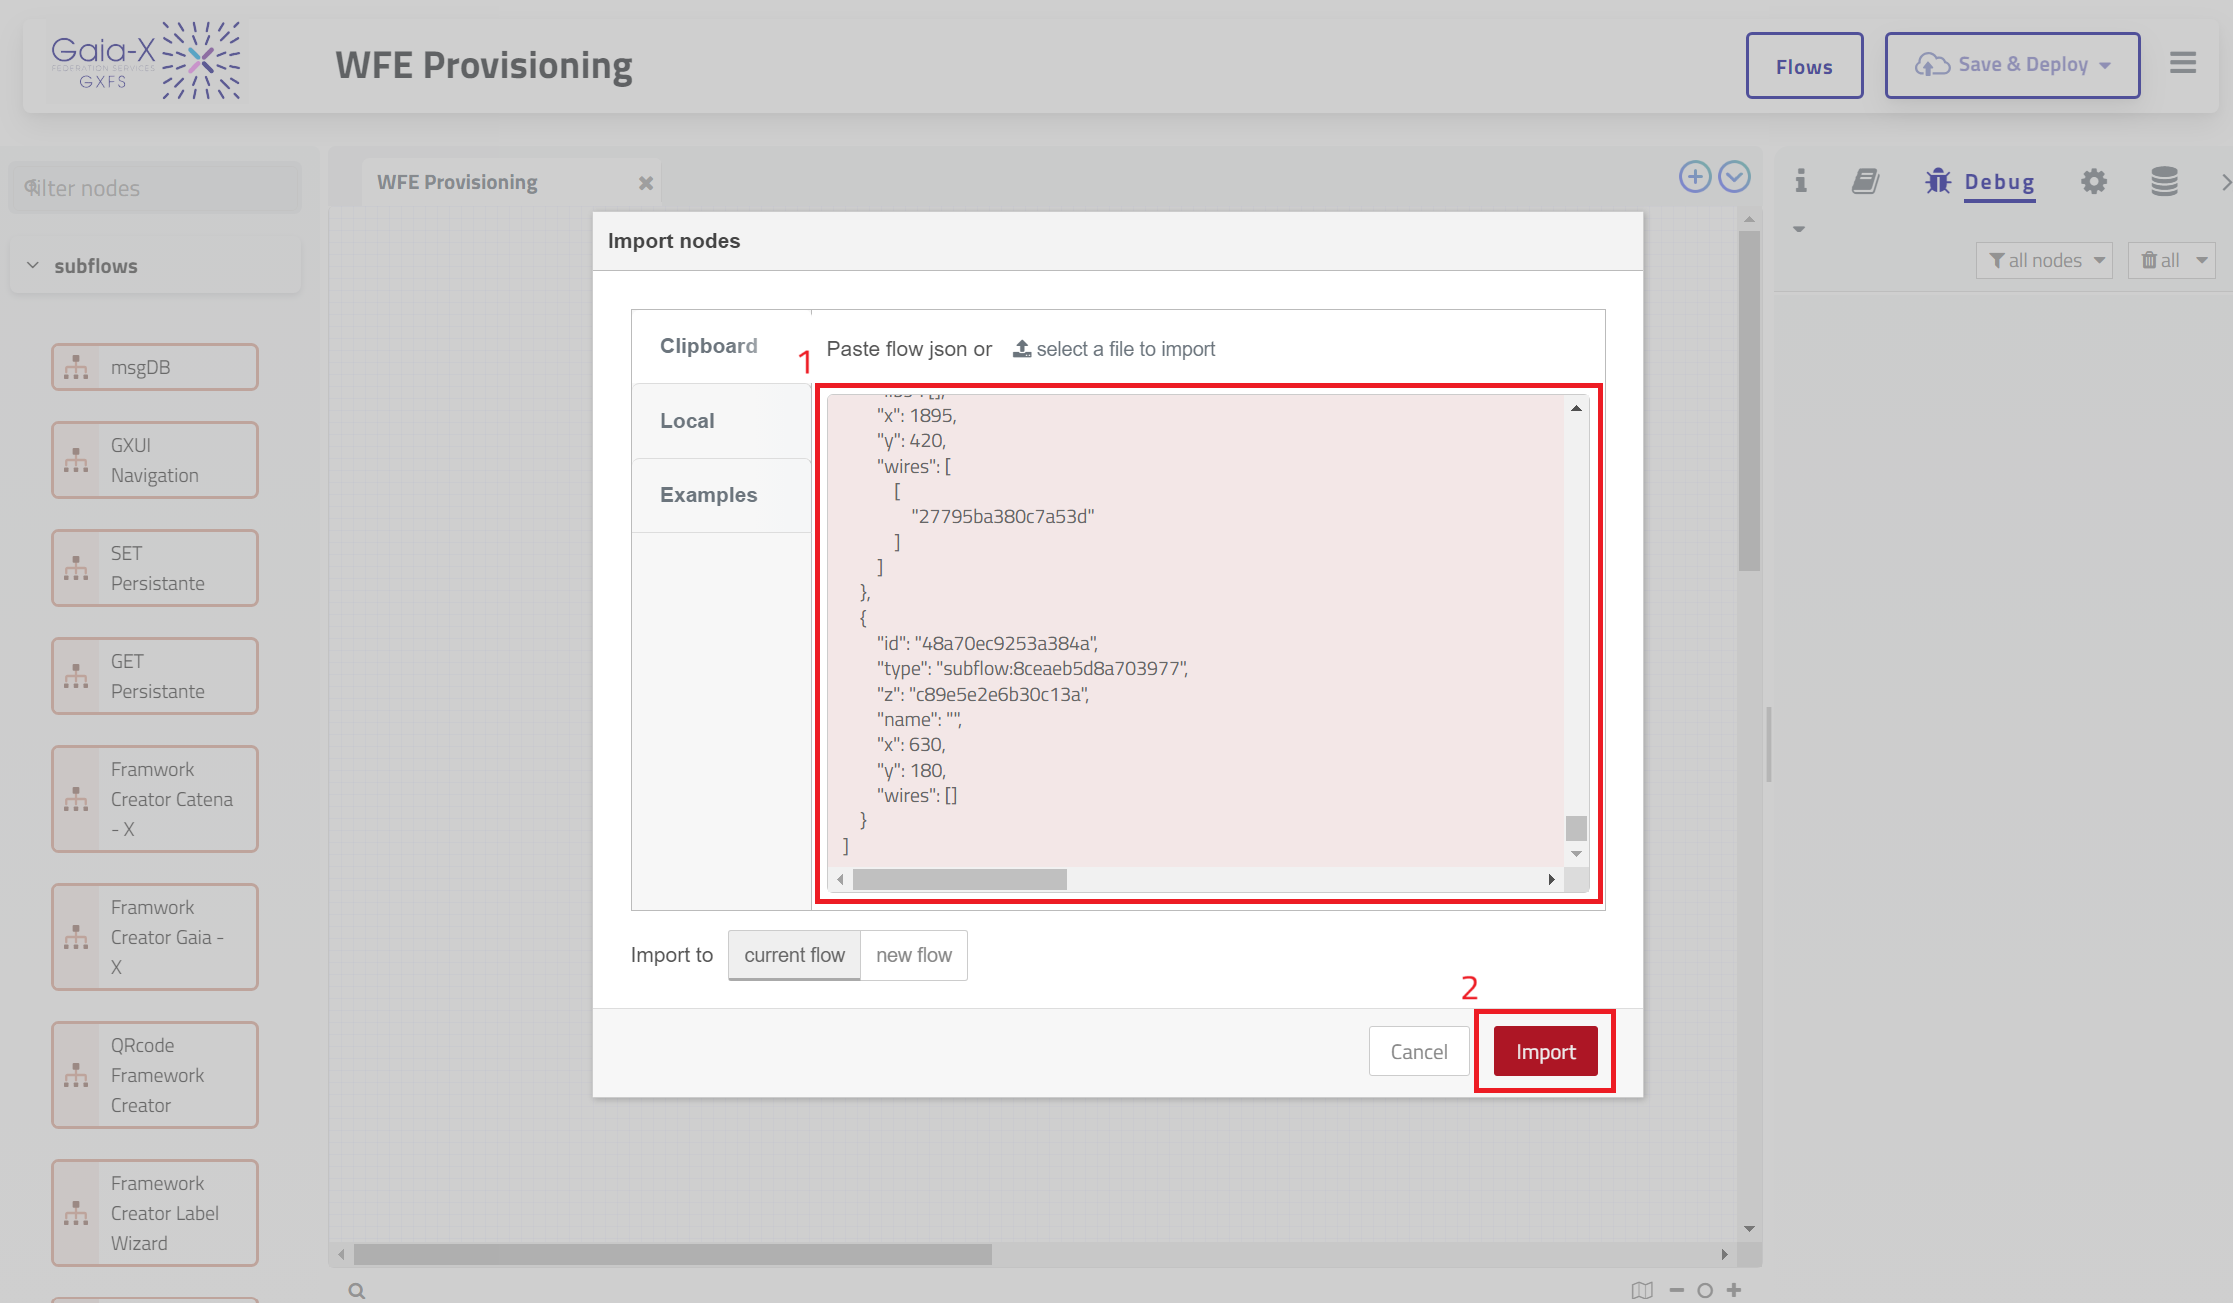 Gaia-X
FEDERATION SERVICES
GXFS
WFE Provisioning
Flows
Save & Deploy
filter nodes
subflows
msgDB
GXUI
Navigation
SET
Persistante
GET
Persistante
Framwork
Creator Catena
- X
Framwork
Creator Gaia -
X
QRcode
Framework
Creator
Framework
Creator Label
Wizard
WFE Provisioning
Debug
all nodes
all
Import nodes
Clipboard
Local
Examples
1
Paste flow json or select a file to import
"x": 1895,
"y": 420,
"wires": [
[
"27795ba380c7a53d"
]
]
},
{
"id": "48a70ec9253a384a",
"type": "subflow:8ceaeb5d8a703977",
"z": "c89e5e2e6b30c13a",
"name": "",
"x": 630,
"y": 180,
"wires": []
}
]
Import to current flow new flow
2
Cancel
Import